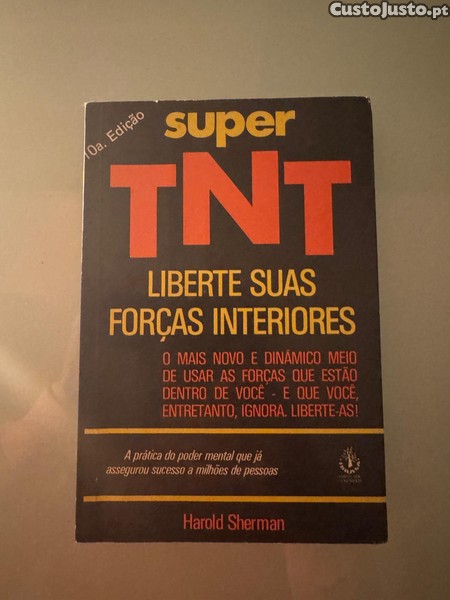 CustoJusto.pt
10a. Edição
super
TNT
LIBERTE SUAS
FORÇAS INTERIORES
O MAIS NOVO E DINÂMICO MEIO
DE USAR AS FORÇAS QUE ESTÃO
DENTRO DE VOCÊ - E QUE VOCÊ,
ENTRETANTO, IGNORA. LIBERTE-AS!
A prática do poder mental que já
assegurou sucesso a milhões de pessoas
Harold Sherman